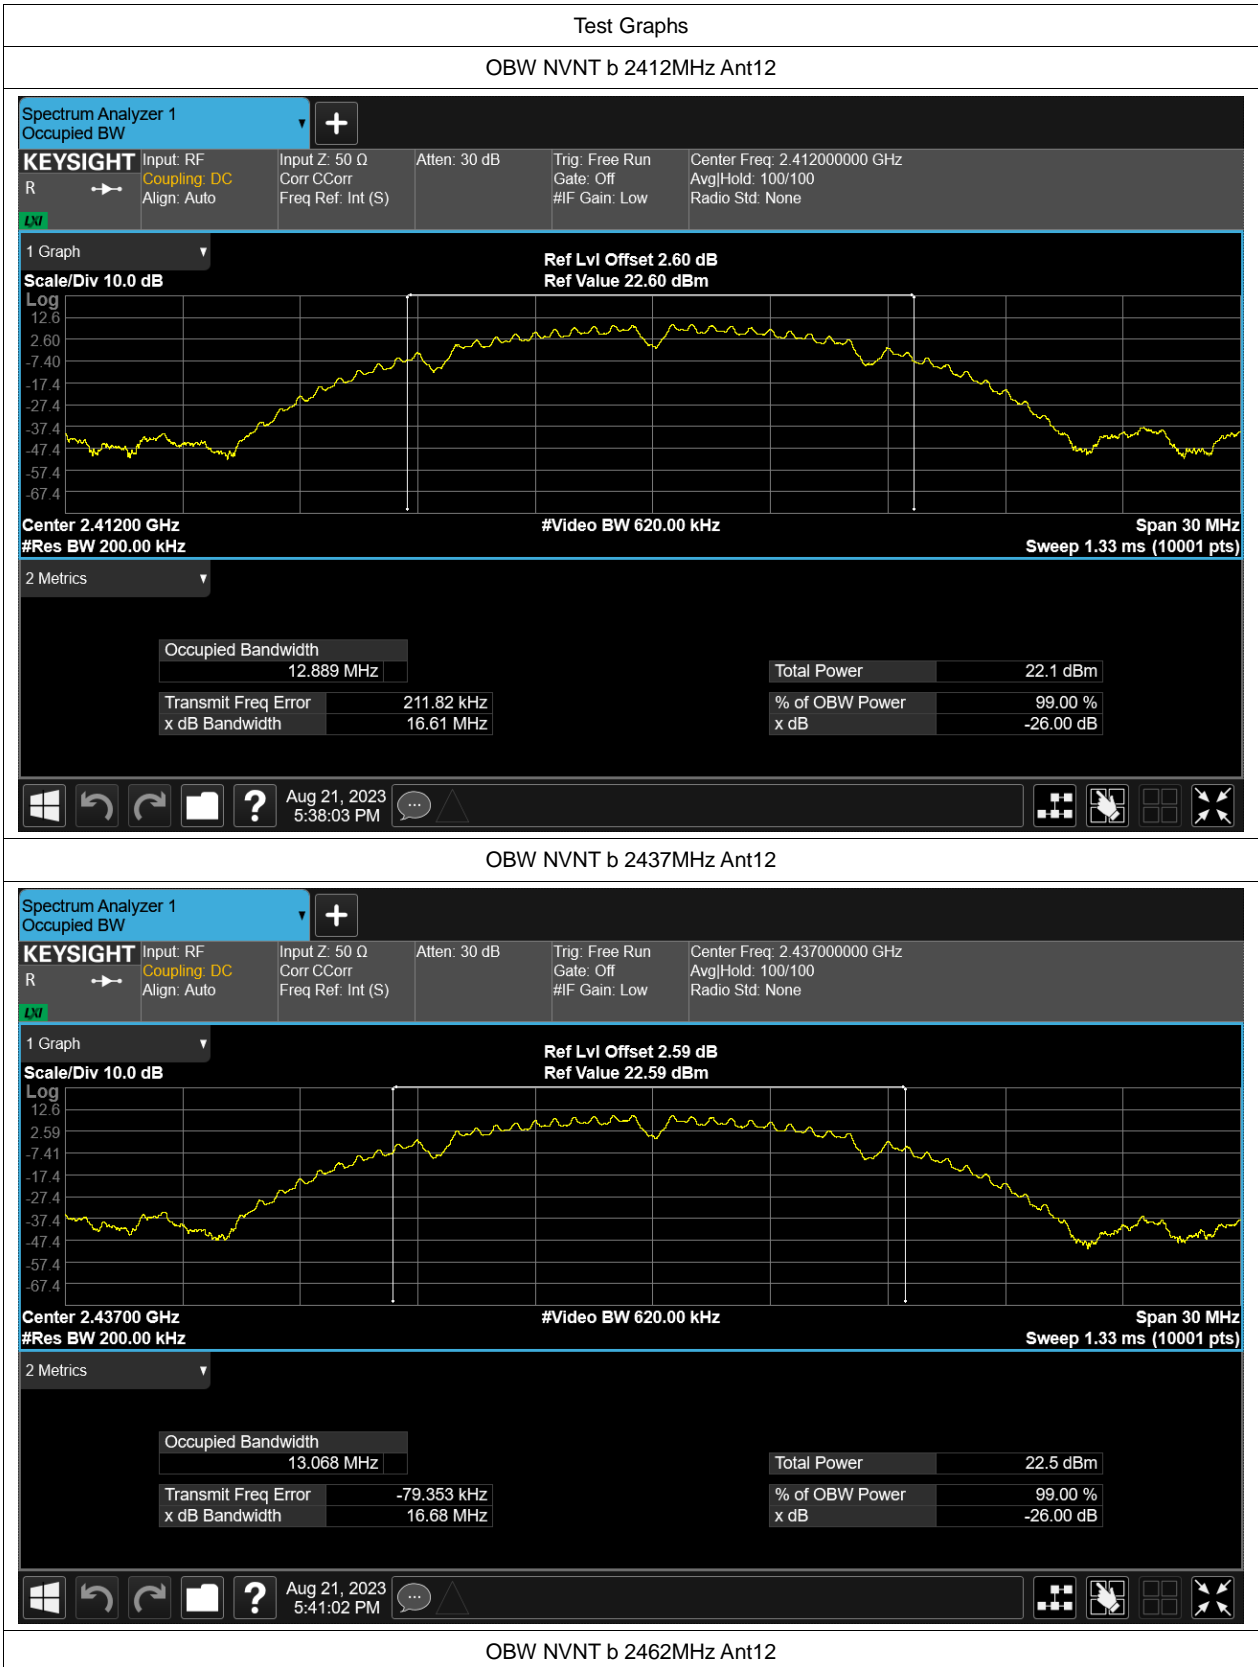 Test Graphs
OBW NVNT b 2412MHz Ant12
Spectrum Analyzer 1
Occupied BW
KEYSIGHT Input: RF Input Z: 50 Ω Atten: 30 dB Trig: Free Run Center Freq: 2.412000000 GHz
R Coupling: DC Corr CCorr Gate: Off Avg|Hold: 100/100
Align: Auto Freq Ref: Int (S) #IF Gain: Low Radio Std: None
LXI
1 Graph
Ref Lvl Offset 2.60 dB
Scale/Div 10.0 dB Ref Value 22.60 dBm
Log
12.6
2.60
-7.40
-17.4
-27.4
-37.4
-47.4
-57.4
-67.4
Center 2.41200 GHz #Video BW 620.00 kHz Span 30 MHz
#Res BW 200.00 kHz Sweep 1.33 ms (10001 pts)
2 Metrics
Occupied Bandwidth
12.889 MHz Total Power 22.1 dBm
Transmit Freq Error 211.82 kHz % of OBW Power 99.00 %
x dB Bandwidth 16.61 MHz x dB -26.00 dB
? Aug 21, 2023
5:38:03 PM
OBW NVNT b 2437MHz Ant12
Spectrum Analyzer 1
Occupied BW
KEYSIGHT Input: RF Input Z: 50 Ω Atten: 30 dB Trig: Free Run Center Freq: 2.437000000 GHz
R Coupling: DC Corr CCorr Gate: Off Avg|Hold: 100/100
Align: Auto Freq Ref: Int (S) #IF Gain: Low Radio Std: None
LXI
1 Graph
Ref Lvl Offset 2.59 dB
Scale/Div 10.0 dB Ref Value 22.59 dBm
Log
12.6
2.59
-7.41
-17.4
-27.4
-37.4
-47.4
-57.4
-67.4
Center 2.43700 GHz #Video BW 620.00 kHz Span 30 MHz
#Res BW 200.00 kHz Sweep 1.33 ms (10001 pts)
2 Metrics
Occupied Bandwidth
13.068 MHz Total Power 22.5 dBm
Transmit Freq Error -79.353 kHz % of OBW Power 99.00 %
x dB Bandwidth 16.68 MHz x dB -26.00 dB
? Aug 21, 2023
5:41:02 PM
OBW NVNT b 2462MHz Ant12